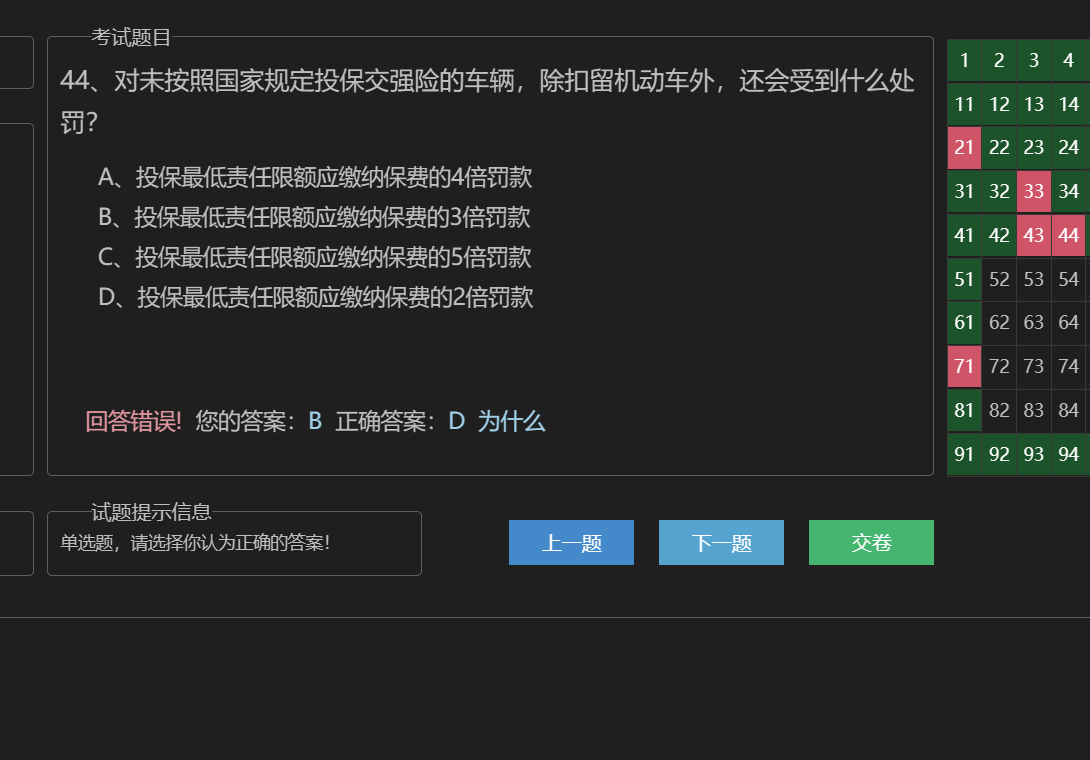 考试题目
44、对未按照国家规定投保交强险的车辆，除扣留机动车外，还会受到什么处
罚？
A、投保最低责任限额应缴纳保费的4倍罚款
B、投保最低责任限额应缴纳保费的3倍罚款
C、投保最低责任限额应缴纳保费的5倍罚款
D、投保最低责任限额应缴纳保费的2倍罚款
回答错误! 您的答案：B 正确答案：D 为什么
试题提示信息
单选题，请选择你认为正确的答案！
上一题 下一题 交卷
1 2 3 4
11 12 13 14
21 22 23 24
31 32 33 34
41 42 43 44
51 52 53 54
61 62 63 64
71 72 73 74
81 82 83 84
91 92 93 94